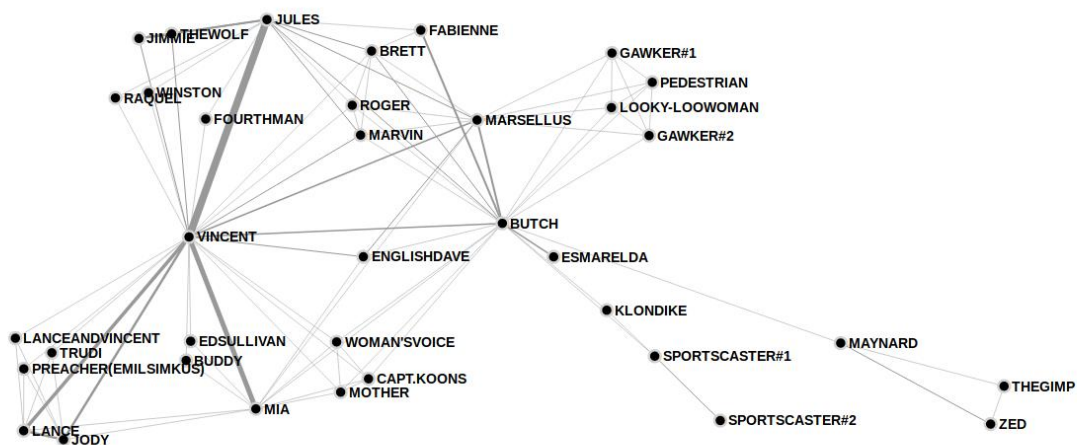 JULES
FABIENNE
THEWOLF
JIMMIE
BRETT
GAWKER#1
PEDESTRIAN
WINSTON
RAQUEL
ROGER
LOOKY-LOOWOMAN
FOURTHMAN
MARSELLUS
MARVIN
GAWKER#2
BUTCH
VINCENT
ENGLISHDAVE
ESMARELDA
KLONDIKE
LANCEANDVINCENT
EDSULLIVAN
WOMAN'SVOICE
MAYNARD
TRUDI
SPORTSCASTER#1
BUDDY
PREACHER(EMILSIMKUS)
CAPT.KOONS
THEGIMP
MOTHER
MIA
SPORTSCASTER#2
ZED
LANCE
JODY